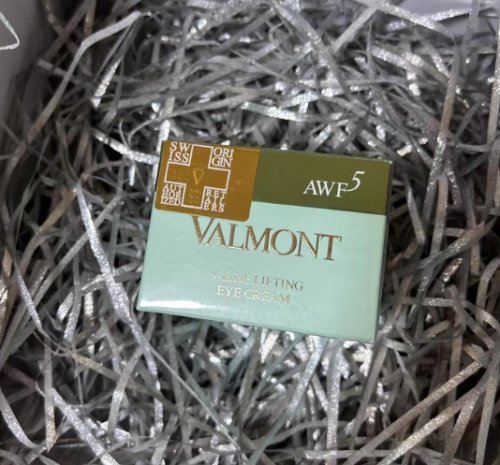 SWISS ORIGIN
AUTHORIZED RETAILERS
AWF5
VALMONT
V-LINE LIFTING
EYE CREAM